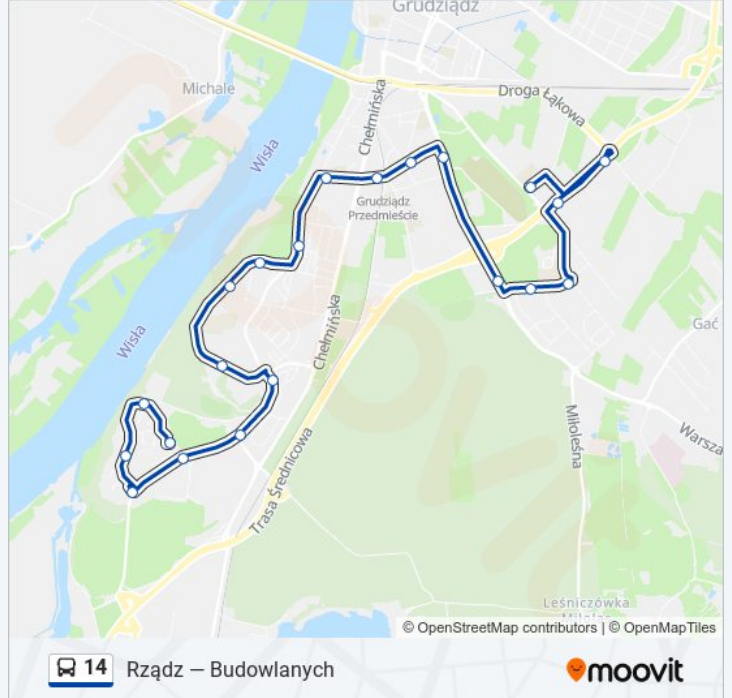 Grudziądz
Michale
Droga Łąkowa
Chełmińska
Wisła
Grudziądz
Przedmieście
Chełmińska
Wisła
Gać
Miłoleśna
Warsza
Trasa Średnicowa
Leśniczówka
© OpenStreetMap contributors | © OpenMapTiles
14 Rządz — Budowlanych
moovit